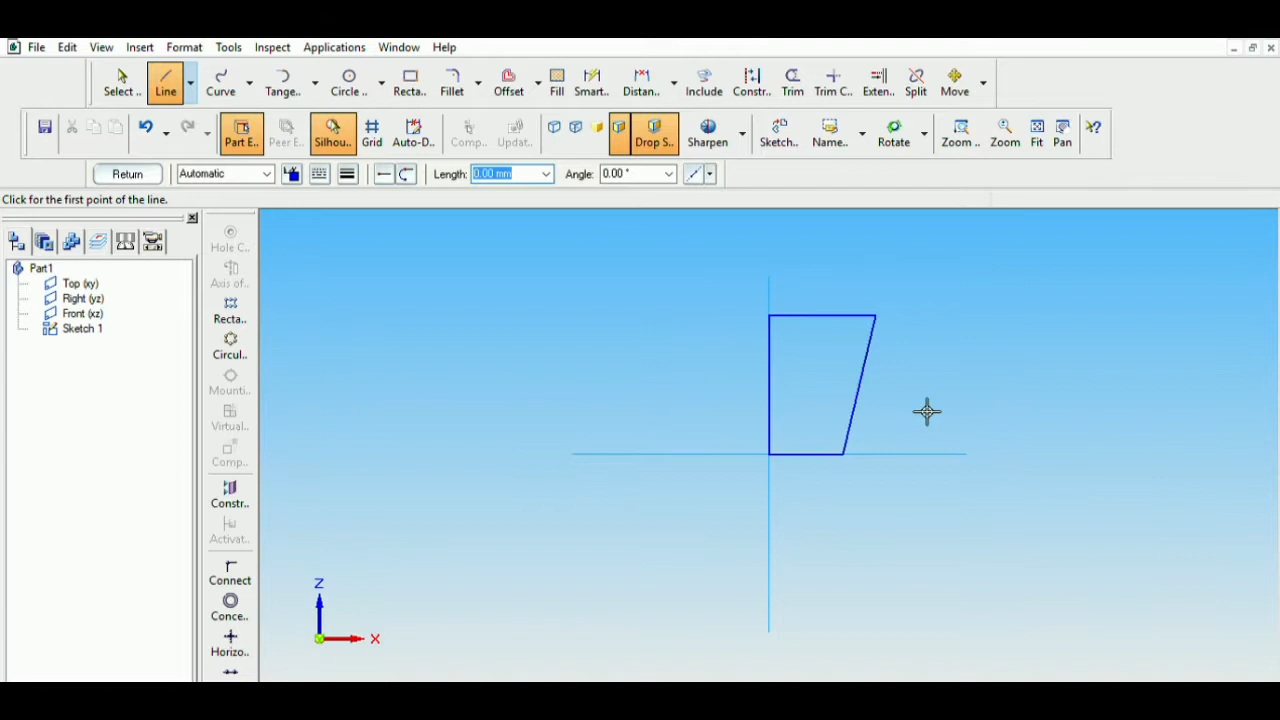 File Edit View Insert Format Tools Inspect Applications Window Help
Select .. Line Curve Tange.. Circle .. Recta.. Fillet Offset Fill Smart.. Distan.. Include Constr.. Trim Trim C.. Exten.. Split Move
Part E.. Peer E.. Silhou.. Grid Auto-D.. Comp... Updat.. Drop S.. Sharpen Sketch.. Name.. Rotate Zoom .. Zoom Fit Pan
Return Automatic Length: 0.00 mm Angle: 0.00 °
Click for the first point of the line.
Part1
Top (xy)
Right (yz)
Front (xz)
Sketch 1
Hole C..
Axis of..
Recta..
Circul..
Mounti..
Virtual..
Comp..
Constr..
Activat..
Connect
Conce..
Horizo..
Z
X